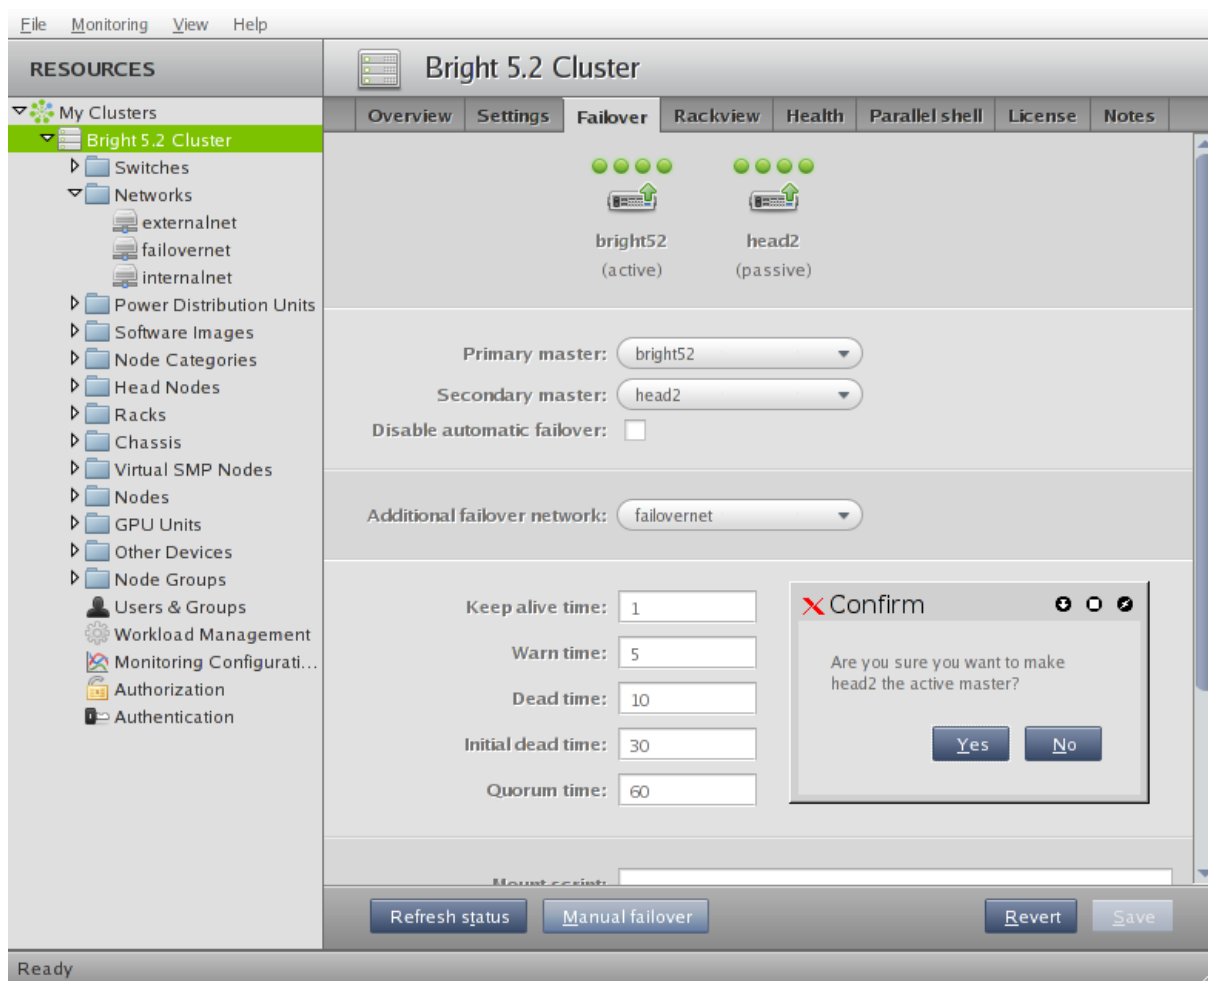 File Monitoring View Help
RESOURCES
Bright 5.2 Cluster
My Clusters
Bright 5.2 Cluster
Switches
Networks
externalnet
failovernet
internalnet
Power Distribution Units
Software Images
Node Categories
Head Nodes
Racks
Chassis
Virtual SMP Nodes
Nodes
GPU Units
Other Devices
Node Groups
Users & Groups
Workload Management
Monitoring Configurati...
Authorization
Authentication
Overview Settings Failover Rackview Health Parallel shell License Notes
bright52 head2
(active) (passive)
Primary master: bright52
Secondary master: head2
Disable automatic failover:
Additional failover network: failovernet
Keep alive time: 1
Warn time: 5
Dead time: 10
Initial dead time: 30
Quorum time: 60
Confirm
Are you sure you want to make
head2 the active master?
Yes No
Mount script:
Refresh status Manual failover Revert Save
Ready